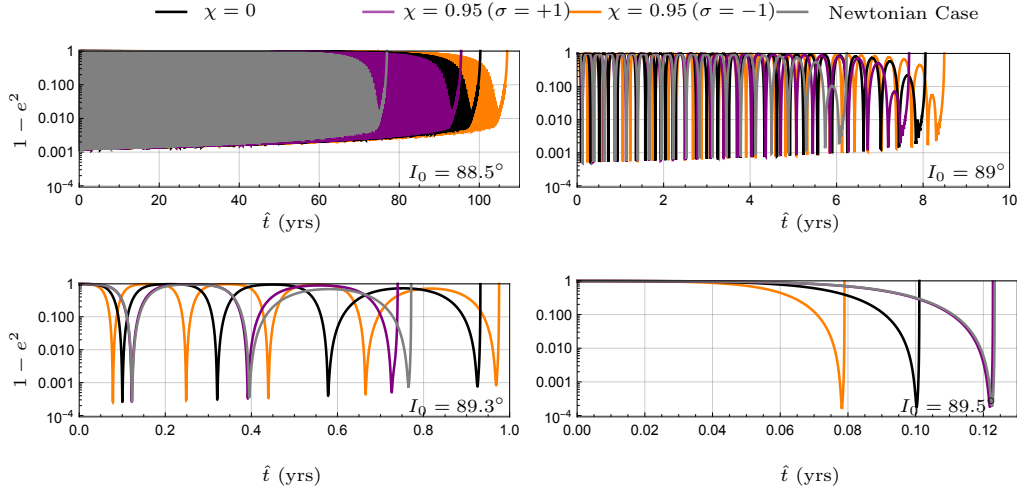 χ = 0 χ = 0.95 (σ = +1) χ = 0.95 (σ = −1) Newtonian Case
1 − e²
1
0.100
0.010
0.001
10⁻⁴
I₀ = 88.5°
0 20 40 60 80 100
t̂ (yrs)
1
0.100
0.010
0.001
10⁻⁴
I₀ = 89°
0 2 4 6 8 10
t̂ (yrs)
1 − e²
1
0.100
0.010
0.001
10⁻⁴
I₀ = 89.3°
0.0 0.2 0.4 0.6 0.8 1.0
t̂ (yrs)
1
0.100
0.010
0.001
10⁻⁴
I₀ = 89.5°
0.00 0.02 0.04 0.06 0.08 0.10 0.12
t̂ (yrs)